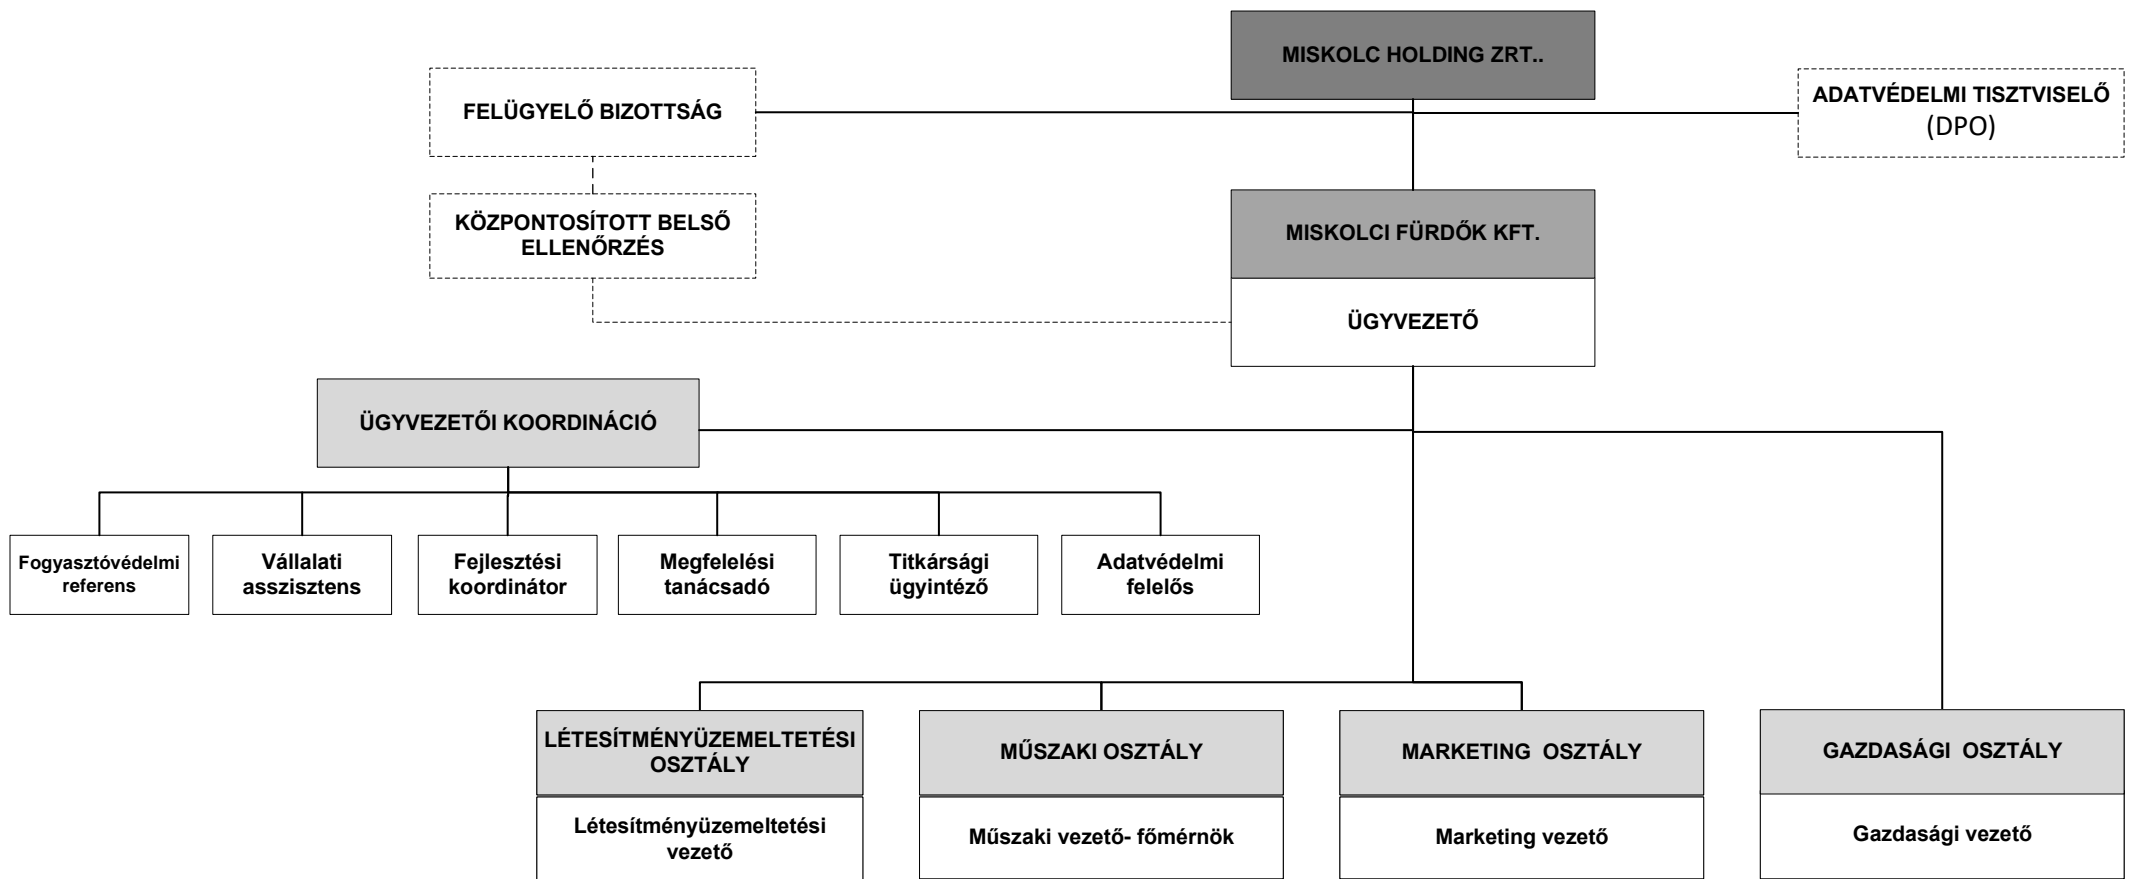 MISKOLC HOLDING ZRT..
FELÜGYELŐ BIZOTTSÁG
ADATVÉDELMI TISZTVISELŐ
(DPO)
KÖZPONTOSÍTOTT BELSŐ
ELLENŐRZÉS
MISKOLCI FÜRDŐK KFT.
ÜGYVEZETŐ
ÜGYVEZETŐI KOORDINÁCIÓ
Fogyasztóvédelmi
referens
Vállalati
asszisztens
Fejlesztési
koordinátor
Megfelelési
tanácsadó
Titkársági
ügyintéző
Adatvédelmi
felelős
LÉTESÍTMÉNYÜZEMELTETÉSI
OSZTÁLY
Létesítményüzemeltetési
vezető
MŰSZAKI OSZTÁLY
Műszaki vezető- főmérnök
MARKETING OSZTÁLY
Marketing vezető
GAZDASÁGI OSZTÁLY
Gazdasági vezető